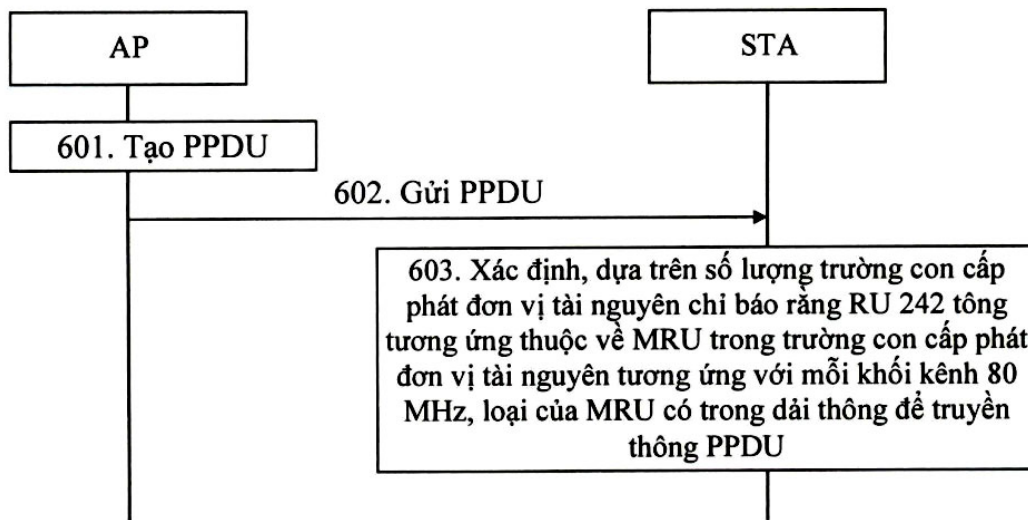 AP
STA
601. Tạo PPDU
602. Gửi PPDU
603. Xác định, dựa trên số lượng trường con cấp
phát đơn vị tài nguyên chỉ báo rằng RU 242 tông
tương ứng thuộc về MRU trong trường con cấp phát
đơn vị tài nguyên tương ứng với mỗi khối kênh 80
MHz, loại của MRU có trong dải thông để truyền
thông PPDU